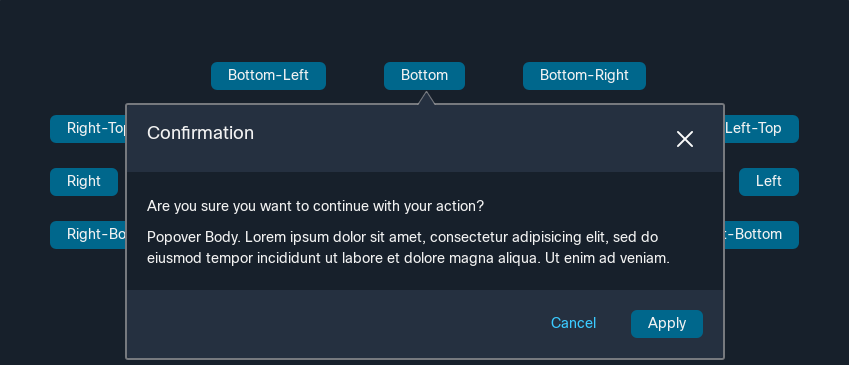 Bottom-Left Bottom Bottom-Right
Right-Top Left-Top
Confirmation
Right Left
Are you sure you want to continue with your action?
Right-Bo t-Bottom
Popover Body. Lorem ipsum dolor sit amet, consectetur adipisicing elit, sed do
eiusmod tempor incididunt ut labore et dolore magna aliqua. Ut enim ad veniam.
Cancel Apply